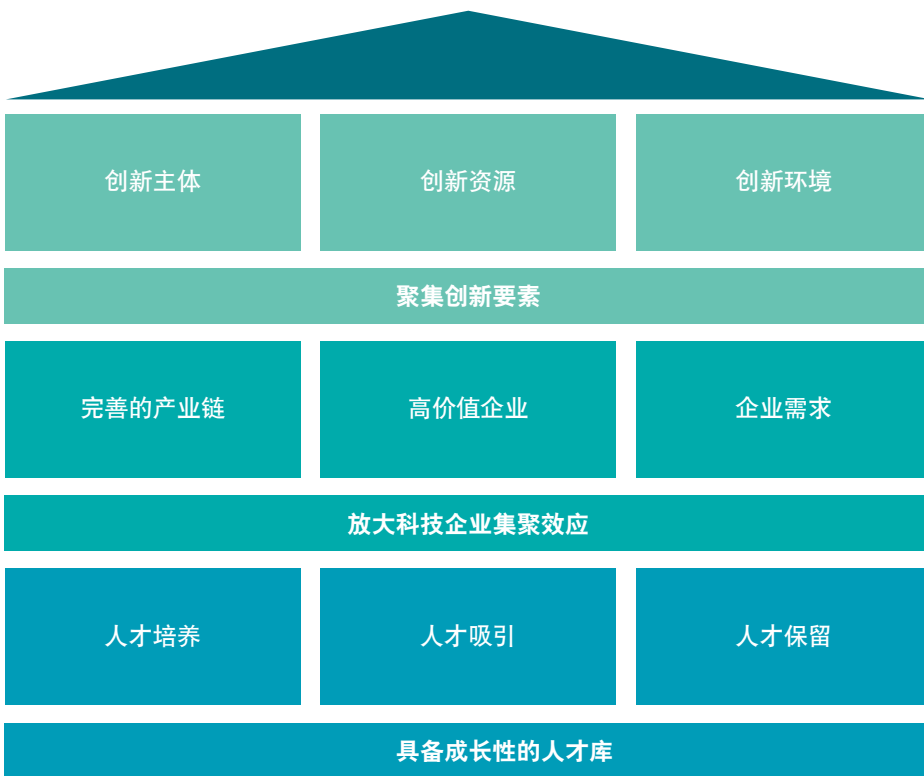 创新主体
创新资源
创新环境
聚集创新要素
完善的产业链
高价值企业
企业需求
放大科技企业集聚效应
人才培养
人才吸引
人才保留
具备成长性的人才库